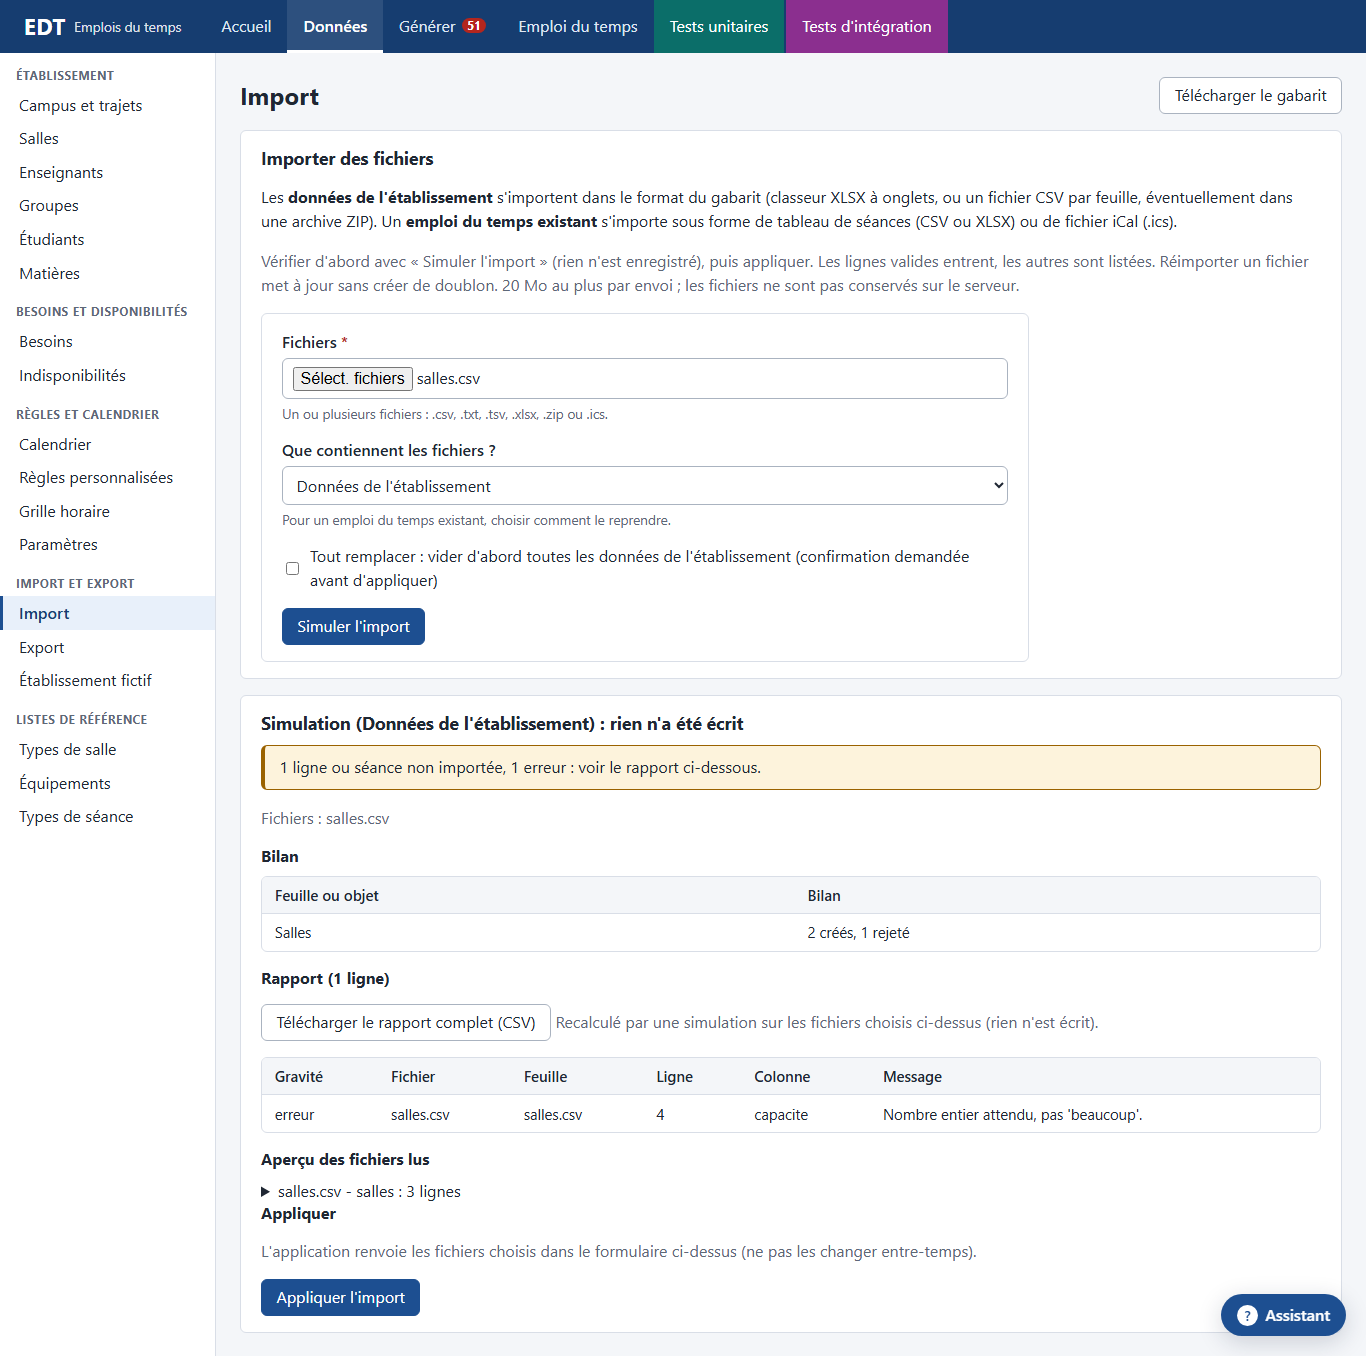 EDT Emplois du temps
Accueil
Données
Générer 51
Emploi du temps
Tests unitaires
Tests d'intégration
ÉTABLISSEMENT
Campus et trajets
Salles
Enseignants
Groupes
Étudiants
Matières
BESOINS ET DISPONIBILITÉS
Besoins
Indisponibilités
RÈGLES ET CALENDRIER
Calendrier
Règles personnalisées
Grille horaire
Paramètres
IMPORT ET EXPORT
Import
Export
Établissement fictif
LISTES DE RÉFÉRENCE
Types de salle
Équipements
Types de séance
Import
Télécharger le gabarit
Importer des fichiers
Les données de l'établissement s'importent dans le format du gabarit (classeur XLSX à onglets, ou un fichier CSV par feuille, éventuellement dans
une archive ZIP). Un emploi du temps existant s'importe sous forme de tableau de séances (CSV ou XLSX) ou de fichier iCal (.ics).
Vérifier d'abord avec « Simuler l'import » (rien n'est enregistré), puis appliquer. Les lignes valides entrent, les autres sont listées. Réimporter un fichier
met à jour sans créer de doublon. 20 Mo au plus par envoi ; les fichiers ne sont pas conservés sur le serveur.
Fichiers *
Sélect. fichiers salles.csv
Un ou plusieurs fichiers : .csv, .txt, .tsv, .xlsx, .zip ou .ics.
Que contiennent les fichiers ?
Données de l'établissement
Pour un emploi du temps existant, choisir comment le reprendre.
Tout remplacer : vider d'abord toutes les données de l'établissement (confirmation demandée
avant d'appliquer)
Simuler l'import
Simulation (Données de l'établissement) : rien n'a été écrit
1 ligne ou séance non importée, 1 erreur : voir le rapport ci-dessous.
Fichiers : salles.csv
Bilan
Feuille ou objet Bilan
Salles 2 créés, 1 rejeté
Rapport (1 ligne)
Télécharger le rapport complet (CSV) Recalculé par une simulation sur les fichiers choisis ci-dessus (rien n'est écrit).
Gravité Fichier Feuille Ligne Colonne Message
erreur salles.csv salles.csv 4 capacite Nombre entier attendu, pas 'beaucoup'.
Aperçu des fichiers lus
salles.csv - salles : 3 lignes
Appliquer
L'application renvoie les fichiers choisis dans le formulaire ci-dessus (ne pas les changer entre-temps).
Appliquer l'import
? Assistant